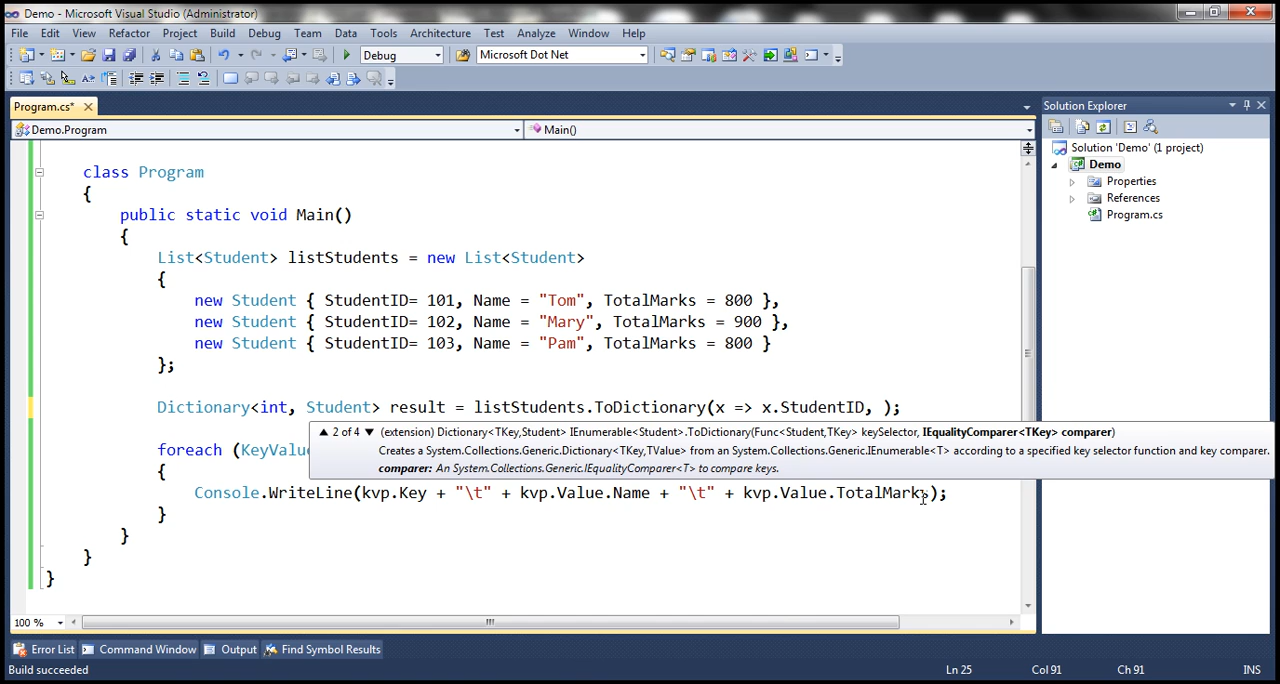 Demo - Microsoft Visual Studio (Administrator)
File Edit View Refactor Project Build Debug Team Data Tools Architecture Test Analyze Window Help
Debug Microsoft Dot Net
Program.cs*
Solution Explorer
Demo.Program Main()
Solution 'Demo' (1 project)
Demo
Properties
References
Program.cs
class Program
{
public static void Main()
{
List<Student> listStudents = new List<Student>
{
new Student { StudentID= 101, Name = "Tom", TotalMarks = 800 },
new Student { StudentID= 102, Name = "Mary", TotalMarks = 900 },
new Student { StudentID= 103, Name = "Pam", TotalMarks = 800 }
};
Dictionary<int, Student> result = listStudents.ToDictionary(x => x.StudentID, );
▲ 2 of 4 ▼ (extension) Dictionary<TKey,Student> IEnumerable<Student>.ToDictionary(Func<Student,TKey> keySelector, IEqualityComparer<TKey> comparer)
Creates a System.Collections.Generic.Dictionary<TKey,TValue> from an System.Collections.Generic.IEnumerable<T> according to a specified key selector function and key comparer.
comparer: An System.Collections.Generic.IEqualityComparer<T> to compare keys.
foreach (KeyValu
{
Console.WriteLine(kvp.Key + "\t" + kvp.Value.Name + "\t" + kvp.Value.TotalMarks);
}
}
}
}
100 %
Error List Command Window Output Find Symbol Results
Build succeeded Ln 25 Col 91 Ch 91 INS